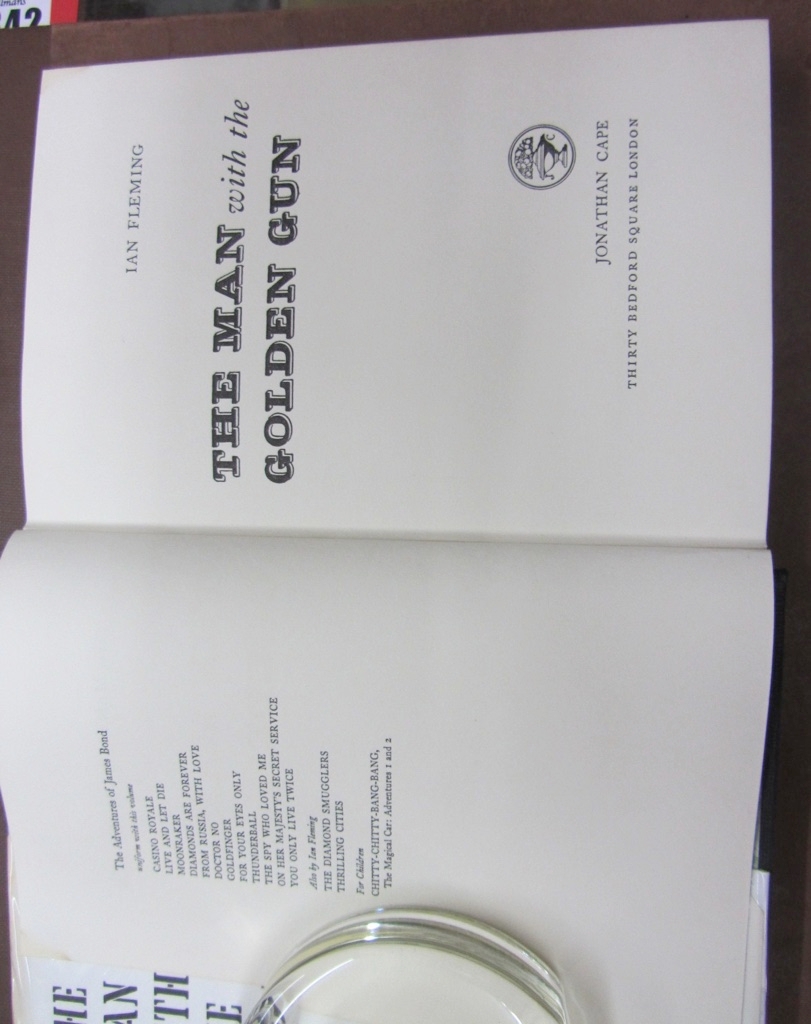 The Adventures of James Bond
uniform with this volume
CASINO ROYALE
LIVE AND LET DIE
MOONRAKER
DIAMONDS ARE FOREVER
FROM RUSSIA, WITH LOVE
DOCTOR NO
GOLDFINGER
FOR YOUR EYES ONLY
THUNDERBALL
THE SPY WHO LOVED ME
ON HER MAJESTY'S SECRET SERVICE
YOU ONLY LIVE TWICE
Also by Ian Fleming
THE DIAMOND SMUGGLERS
THRILLING CITIES
For Children
CHITTY-CHITTY-BANG-BANG,
The Magical Car: Adventures 1 and 2
IAN FLEMING
THE MAN with the
GOLDEN GUN
JONATHAN CAPE
THIRTY BEDFORD SQUARE LONDON